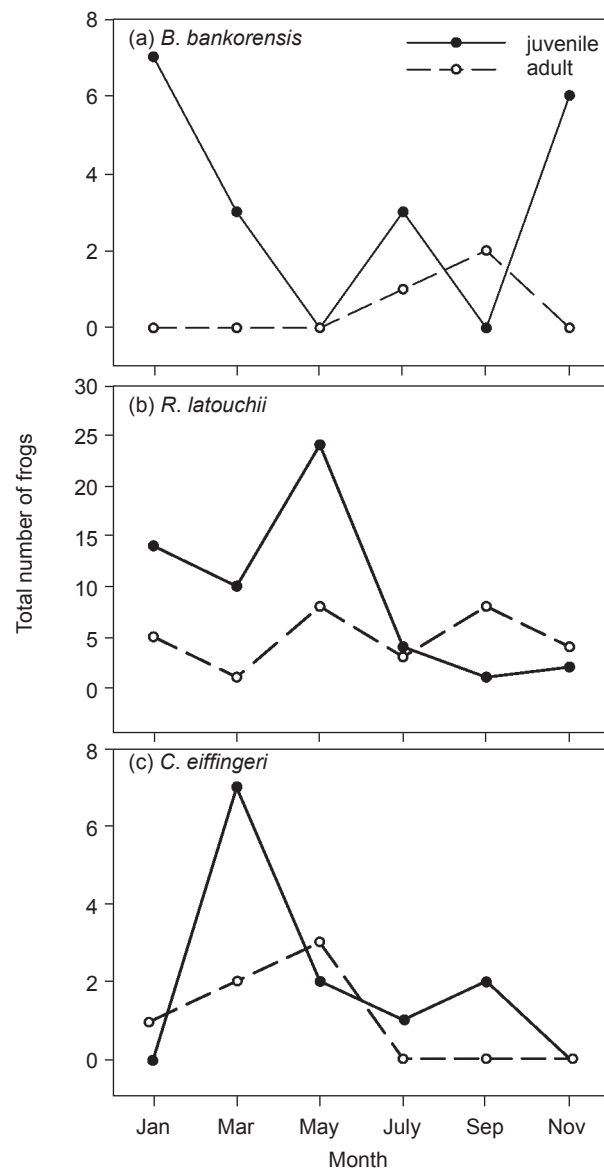 (a) B. bankorensis
juvenile
adult
8
6
4
2
0
(b) R. latouchii
30
25
20
15
10
5
0
Total number of frogs
(c) C. eiffingeri
8
6
4
2
0
Jan Mar May July Sep Nov
Month